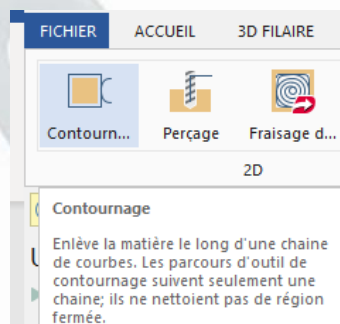 FICHIER ACCUEIL 3D FILAIRE
Contourn... Perçage Fraisage d...
2D
Contournage
Enlève la matière le long d'une chaine
de courbes. Les parcours d'outil de
contournage suivent seulement une
chaine; ils ne nettoient pas de région
fermée.